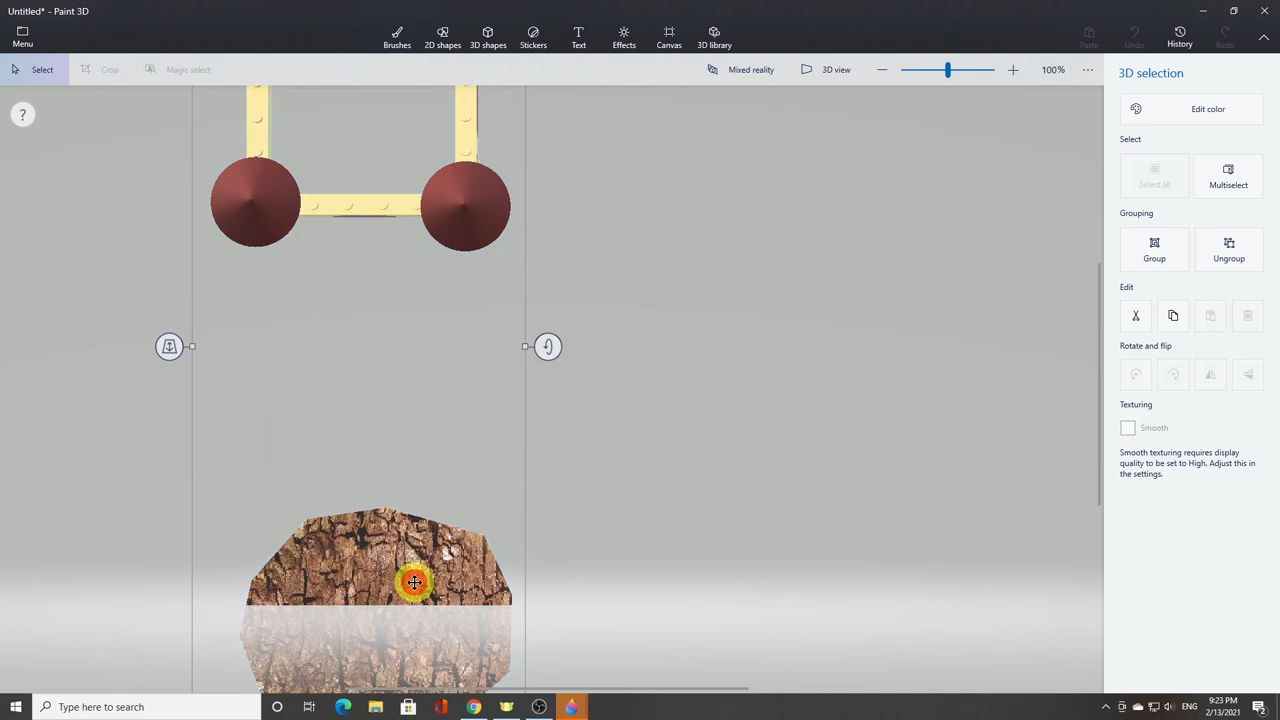 Untitled* - Paint 3D
Menu
Brushes
2D shapes
3D shapes
Stickers
Text
Effects
Canvas
3D library
Paste
Undo
History
Redo
Select
Crop
Magic select
Mixed reality
3D view
100%
?
3D selection
Edit color
Select
Select all
Multiselect
Grouping
Group
Ungroup
Edit
Rotate and flip
Texturing
Smooth
Smooth texturing requires display
quality to be set to High. Adjust this in
the settings.
Type here to search
ENG
9:23 PM
2/13/2021
2